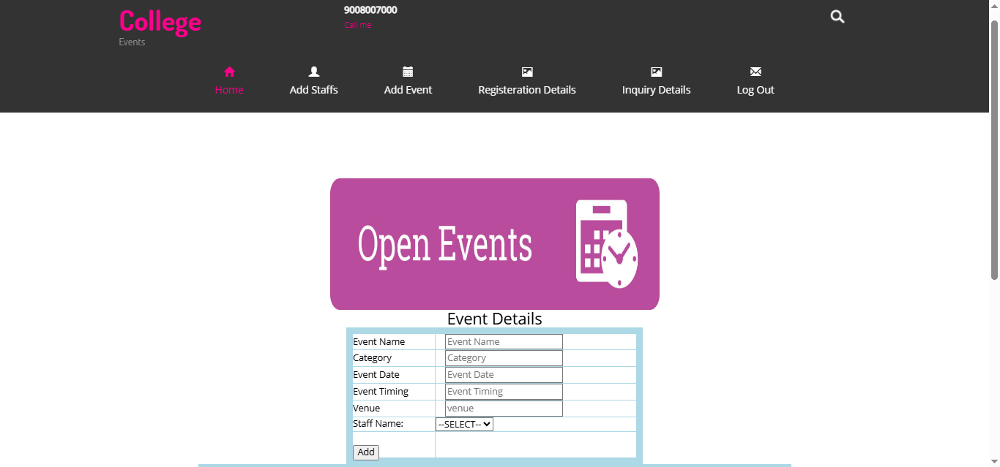 College
Events
9008007000
Call me
Home
Add Staffs
Add Event
Registeration Details
Inquiry Details
Log Out
Open Events
Event Details
Event Name Event Name
Category Category
Event Date Event Date
Event Timing Event Timing
Venue venue
Staff Name: --SELECT--
Add